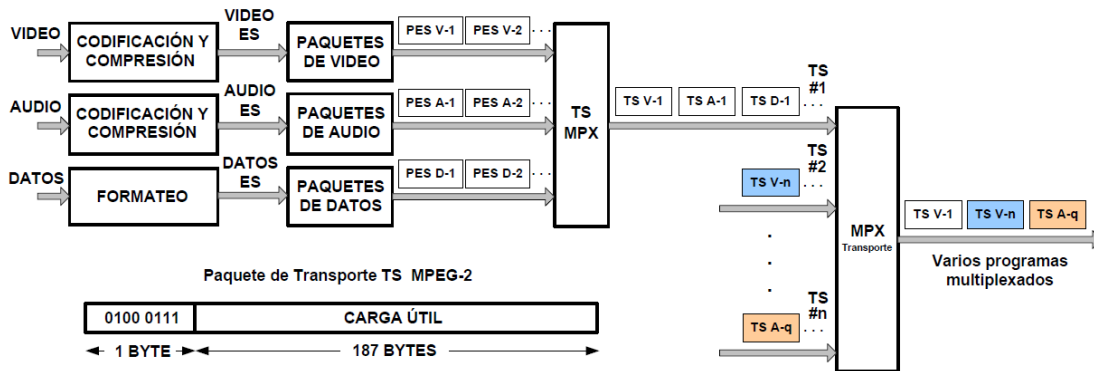 VIDEO
CODIFICACIÓN Y
COMPRESIÓN
VIDEO
ES
PAQUETES
DE VIDEO
PES V-1
PES V-2
. . .
AUDIO
CODIFICACIÓN Y
COMPRESIÓN
AUDIO
ES
PAQUETES
DE AUDIO
PES A-1
PES A-2
. . .
DATOS
FORMATEO
DATOS
ES
PAQUETES
DE DATOS
PES D-1
PES D-2
. . .
TS
MPX
TS V-1
TS A-1
TS D-1
. . .
TS
#1
TS
#2
TS V-n
. . .
TS
#n
TS A-q
. . .
MPX
Transporte
TS V-1
TS V-n
TS A-q
Varios programas
multiplexados
Paquete de Transporte TS MPEG-2
0100 0111
CARGA ÚTIL
1 BYTE
187 BYTES